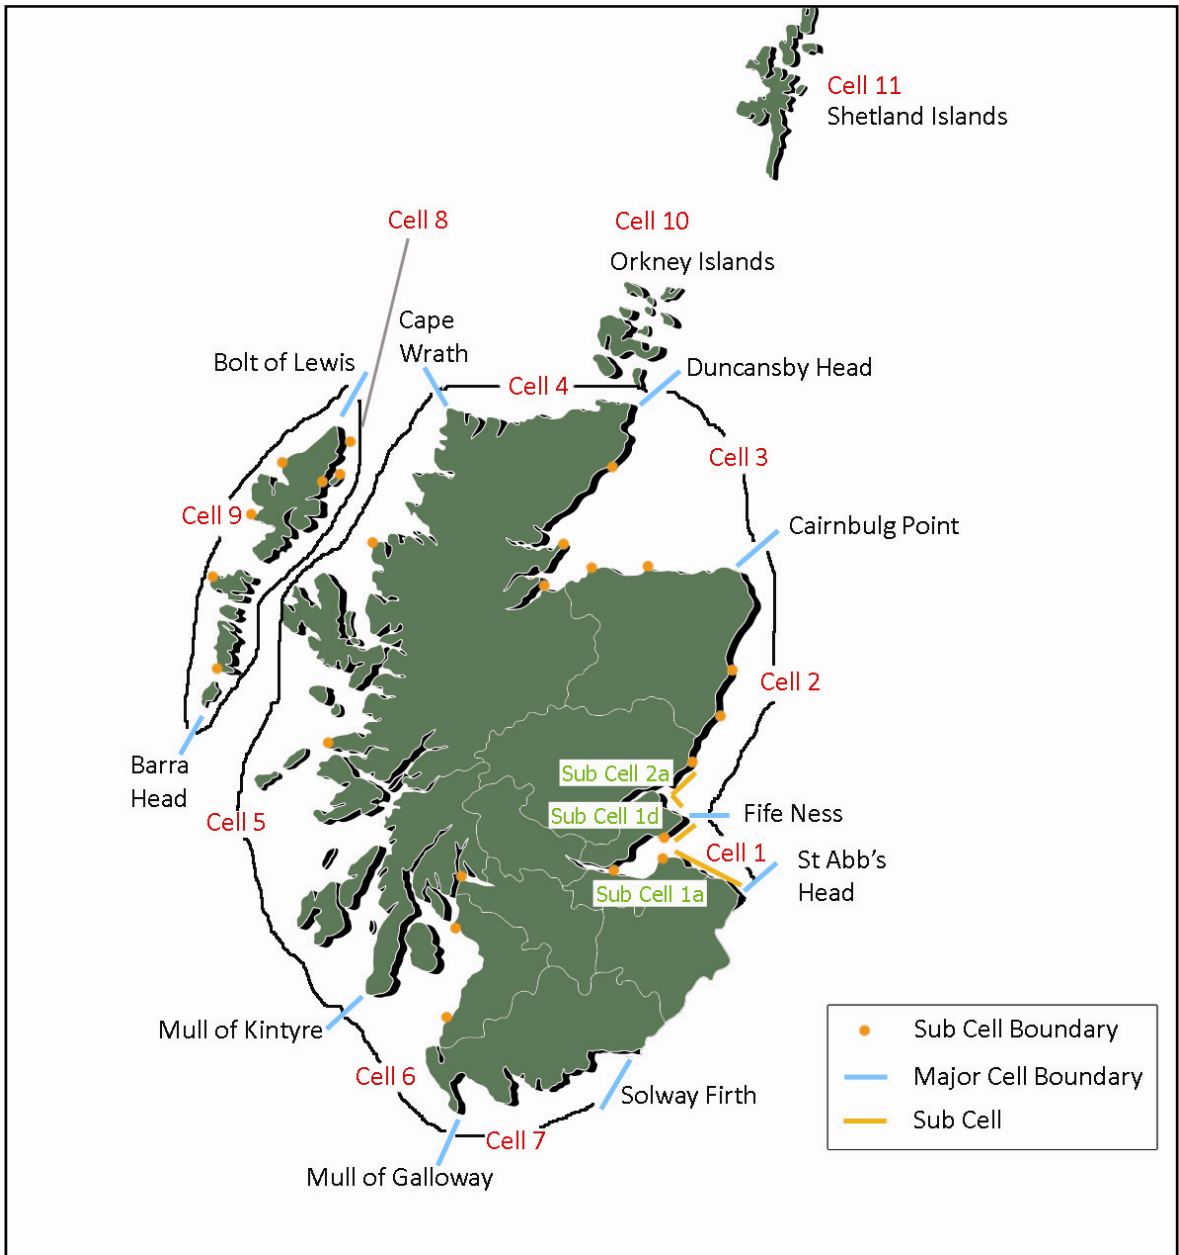 Cell 11
Shetland Islands
Cell 8
Cell 10
Orkney Islands
Cape
Wrath
Bolt of Lewis
Duncansby Head
Cell 4
Cell 3
Cell 9
Cairnbulg Point
Cell 2
Barra
Head
Sub Cell 2a
Sub Cell 1d
Fife Ness
Cell 5
Cell 1
St Abb's
Head
Sub Cell 1a
Mull of Kintyre
Sub Cell Boundary
Major Cell Boundary
Sub Cell
Cell 6
Solway Firth
Cell 7
Mull of Galloway